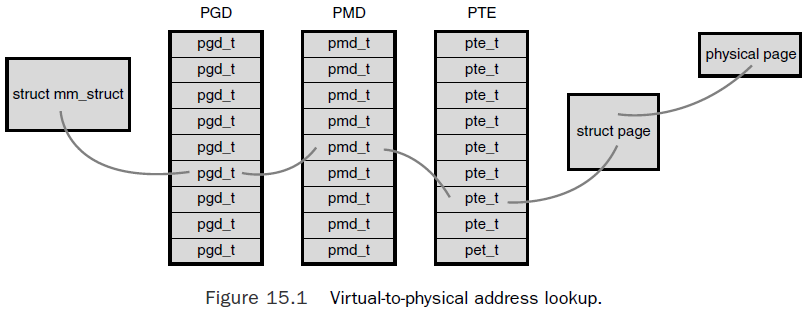 PGD PMD PTE
pgd_t pmd_t pte_t
pgd_t pmd_t pte_t
pgd_t pmd_t pte_t
pgd_t pmd_t pte_t
pgd_t pmd_t pte_t
pgd_t pmd_t pte_t
pgd_t pmd_t pte_t
pgd_t pmd_t pte_t
pgd_t pmd_t pet_t
struct mm_struct
struct page
physical page
Figure 15.1 Virtual-to-physical address lookup.